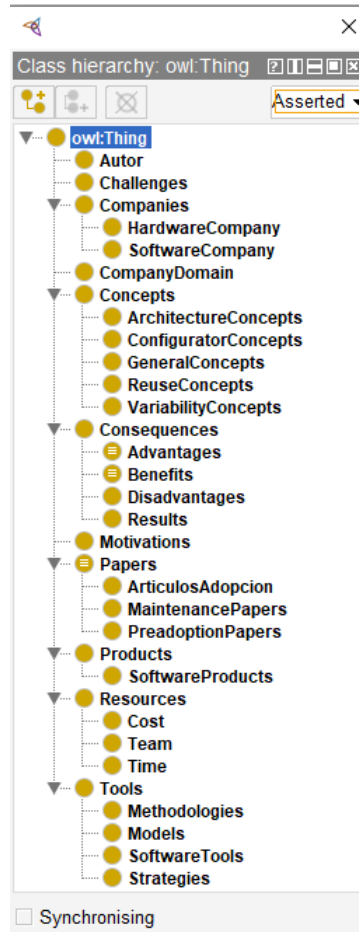 Class hierarchy: owl:Thing
Asserted
owl:Thing
Autor
Challenges
Companies
HardwareCompany
SoftwareCompany
CompanyDomain
Concepts
ArchitectureConcepts
ConfiguratorConcepts
GeneralConcepts
ReuseConcepts
VariabilityConcepts
Consequences
Advantages
Benefits
Disadvantages
Results
Motivations
Papers
ArticulosAdopcion
MaintenancePapers
PreadoptionPapers
Products
SoftwareProducts
Resources
Cost
Team
Time
Tools
Methodologies
Models
SoftwareTools
Strategies
Synchronising